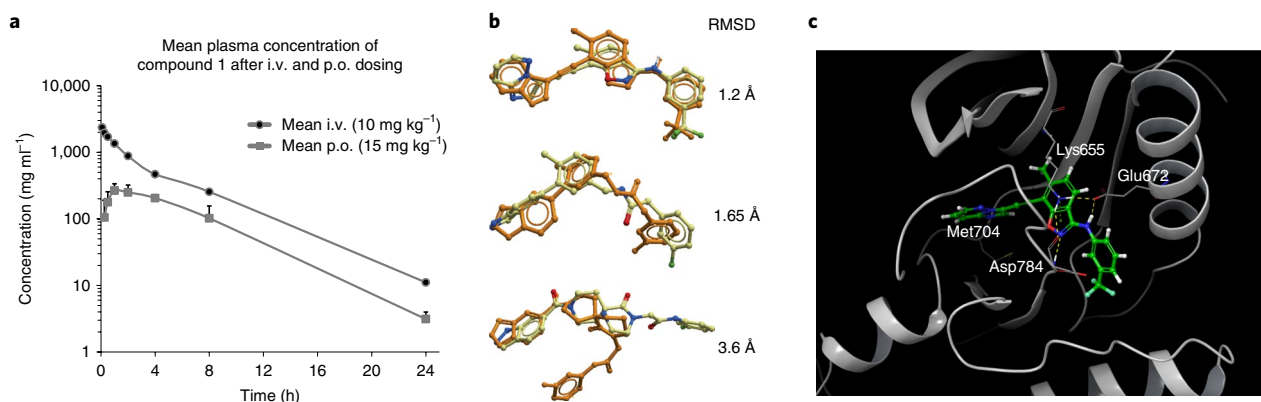 a
Mean plasma concentration of
compound 1 after i.v. and p.o. dosing
10,000
1,000
100
10
1
Concentration (mg ml⁻¹)
Mean i.v. (10 mg kg⁻¹)
Mean p.o. (15 mg kg⁻¹)
0
4
8
12
16
20
24
Time (h)
b
RMSD
1.2 Å
1.65 Å
3.6 Å
c
Lys655
Glu672
Met704
Asp784